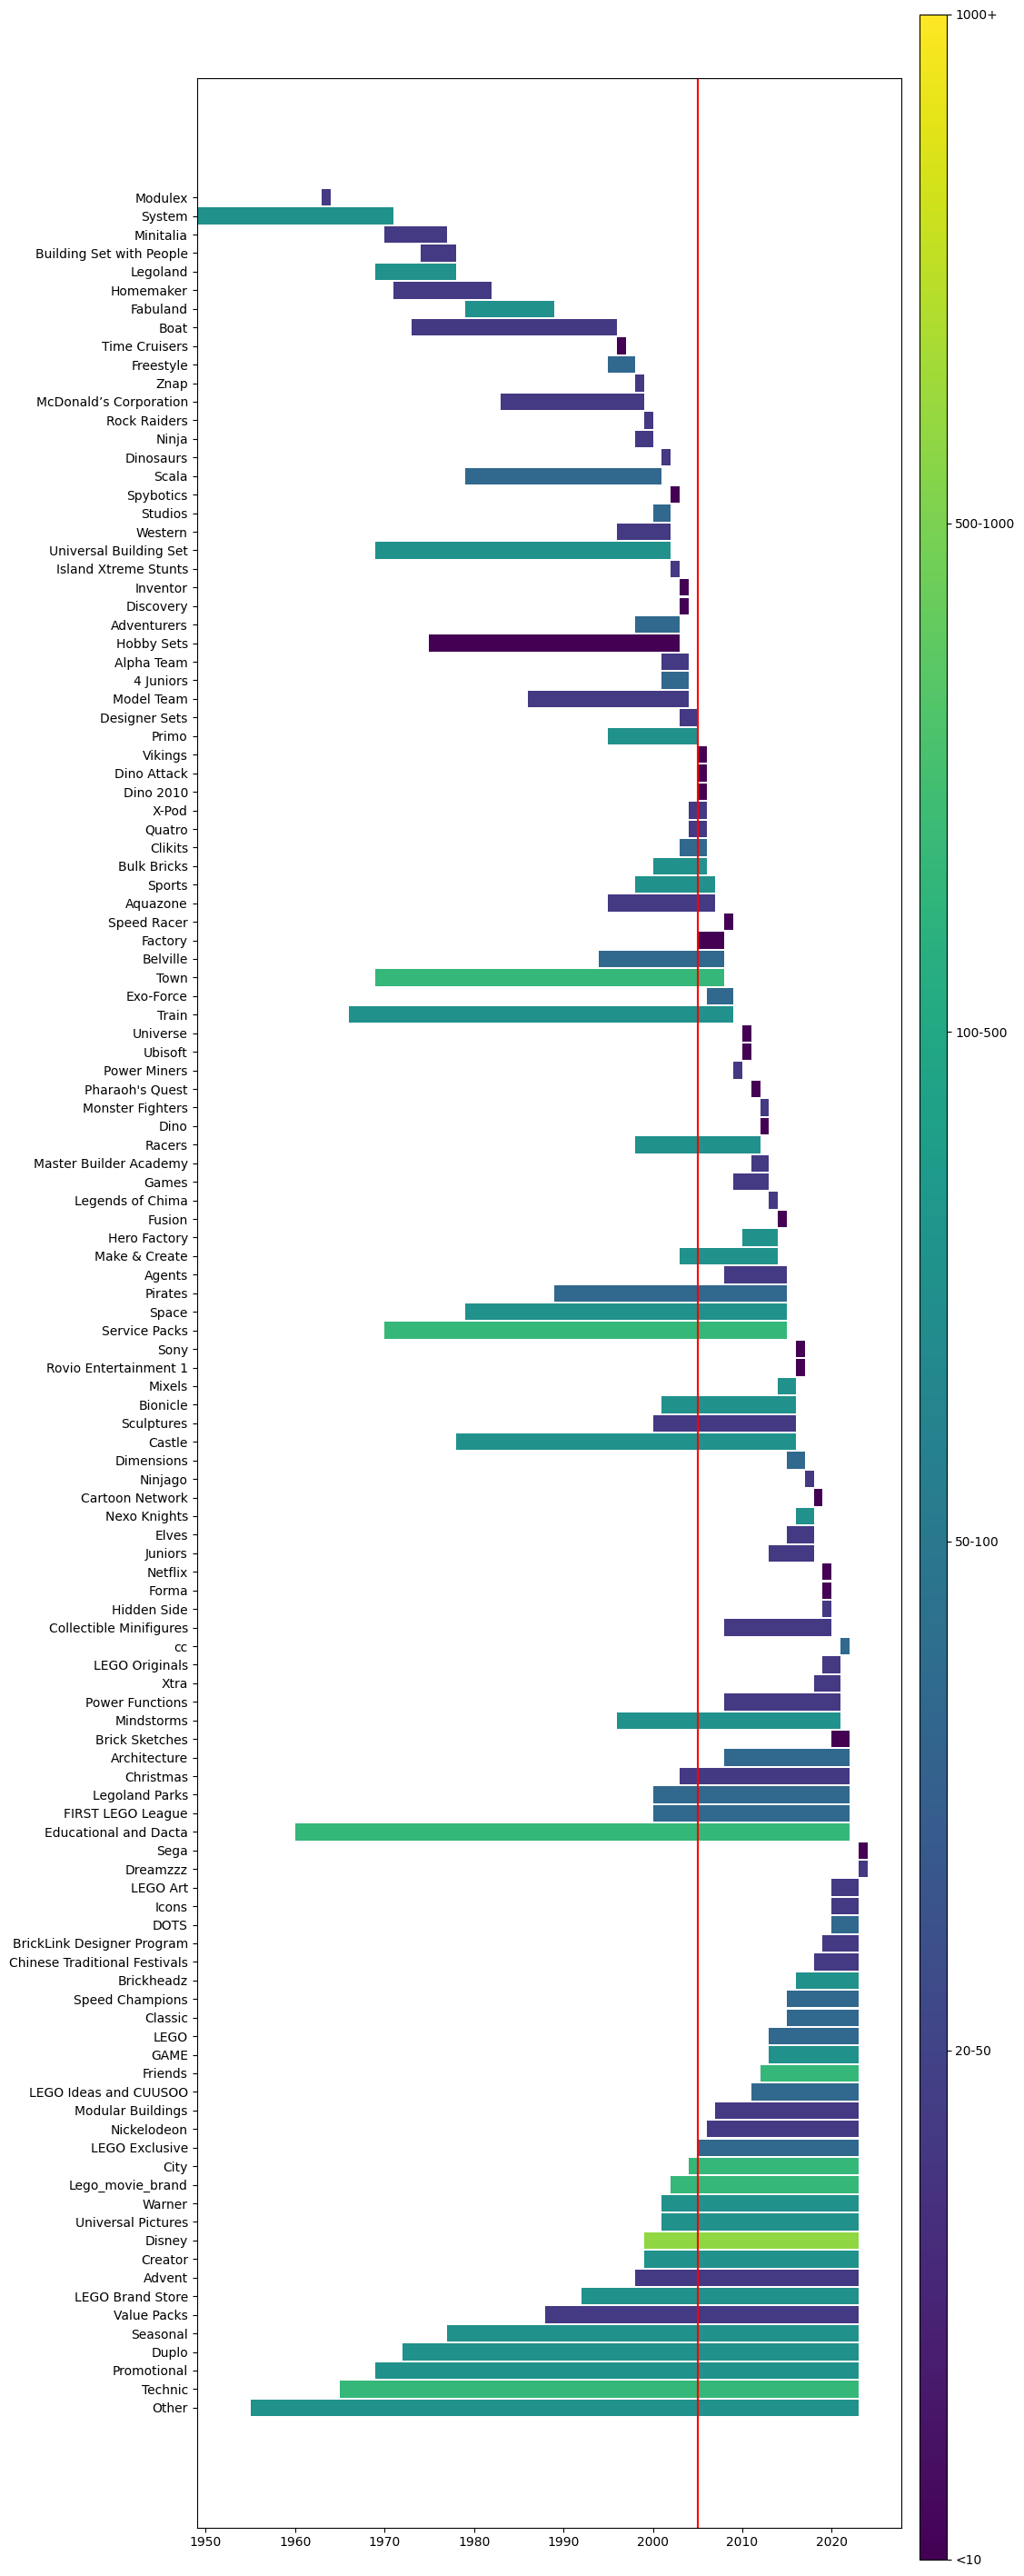 1000+
Modulex
System
Minitalia
Building Set with People
Legoland
Homemaker
Fabuland
Boat
Time Cruisers
Freestyle
Znap
McDonald’s Corporation
Rock Raiders
Ninja
Dinosaurs
Scala
Spybotics
Studios
500-1000
Western
Universal Building Set
Island Xtreme Stunts
Inventor
Discovery
Adventurers
Hobby Sets
Alpha Team
4 Juniors
Model Team
Designer Sets
Primo
Vikings
Dino Attack
Dino 2010
X-Pod
Quatro
Clikits
Bulk Bricks
Sports
Aquazone
Speed Racer
Factory
Belville
Town
Exo-Force
Train
Universe
100-500
Ubisoft
Power Miners
Pharaoh's Quest
Monster Fighters
Dino
Racers
Master Builder Academy
Games
Legends of Chima
Fusion
Hero Factory
Make & Create
Agents
Pirates
Space
Service Packs
Sony
Rovio Entertainment 1
Mixels
Bionicle
Sculptures
Castle
Dimensions
Ninjago
Cartoon Network
Nexo Knights
Elves
50-100
Juniors
Netflix
Forma
Hidden Side
Collectible Minifigures
cc
LEGO Originals
Xtra
Power Functions
Mindstorms
Brick Sketches
Architecture
Christmas
Legoland Parks
FIRST LEGO League
Educational and Dacta
Sega
Dreamzzz
LEGO Art
Icons
DOTS
BrickLink Designer Program
Chinese Traditional Festivals
Brickheadz
Speed Champions
Classic
LEGO
20-50
GAME
Friends
LEGO Ideas and CUUSOO
Modular Buildings
Nickelodeon
LEGO Exclusive
City
Lego_movie_brand
Warner
Universal Pictures
Disney
Creator
Advent
LEGO Brand Store
Value Packs
Seasonal
Duplo
Promotional
Technic
Other
1950 1960 1970 1980 1990 2000 2010 2020
<10